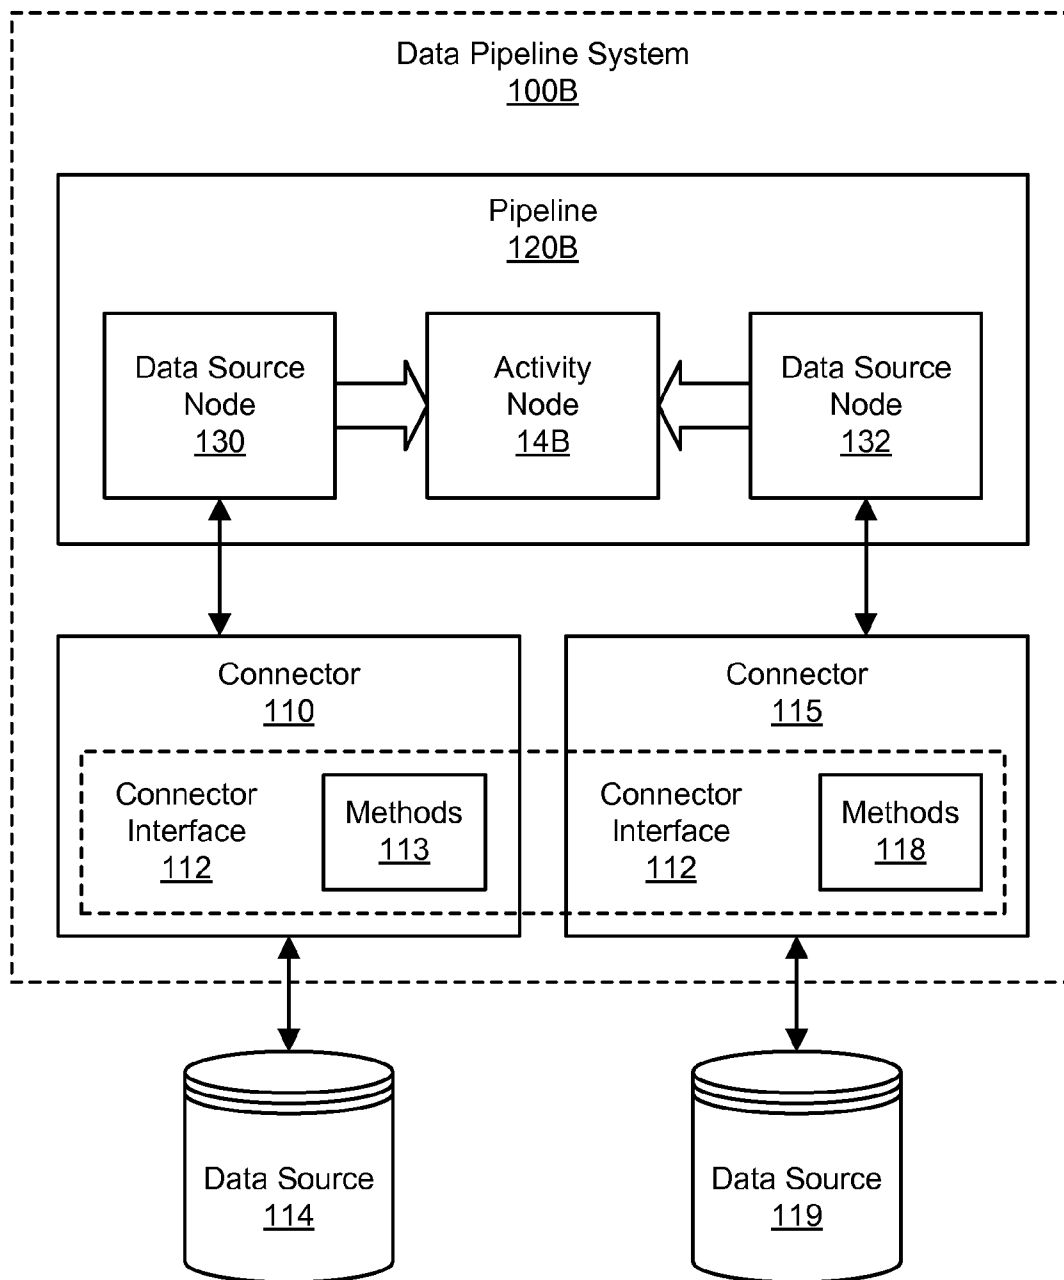 Data Pipeline System
100B
Pipeline
120B
Data Source
Node
130
Activity
Node
14B
Data Source
Node
132
Connector
110
Connector
115
Connector
Interface
112
Methods
113
Connector
Interface
112
Methods
118
Data Source
114
Data Source
119